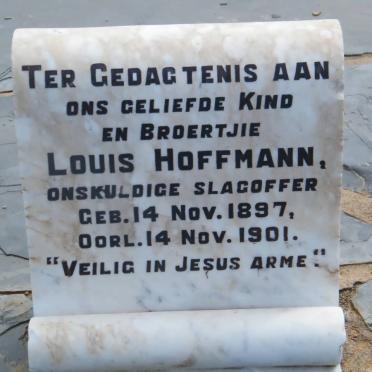 TER GEDAGTENIS AAN
ONS GELIEFDE KIND
EN BROERTJIE
LOUIS HOFFMANN,
ONSKULDIGE SLAGOFFER
GEB. 14 NOV. 1897,
OORL. 14 NOV. 1901.
"VEILIG IN JESUS ARME."